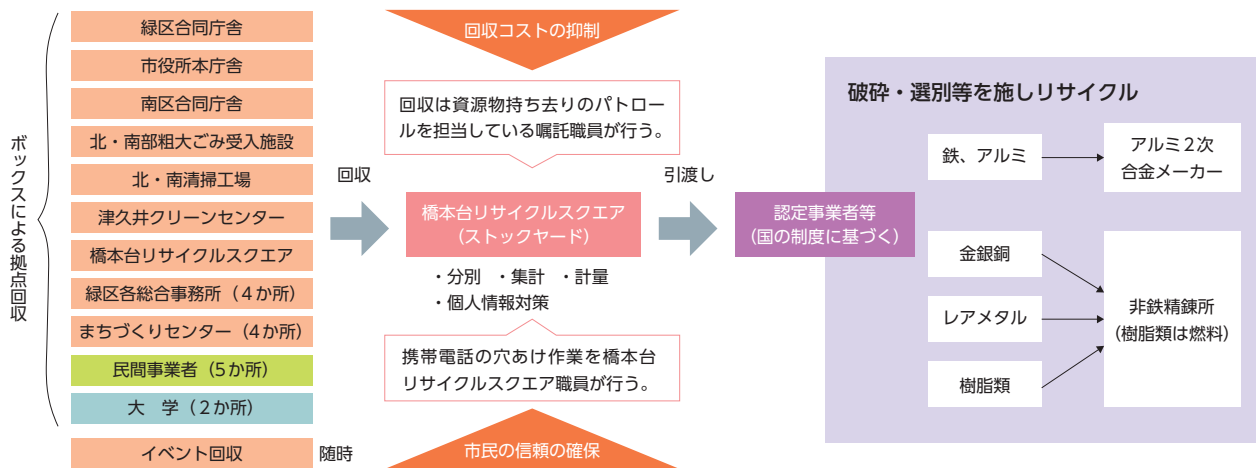 ボックスによる拠点回収
緑区合同庁舎
市役所本庁舎
南区合同庁舎
北・南部粗大ごみ受入施設
北・南清掃工場
津久井クリーンセンター
橋本台リサイクルスクエア
緑区各総合事務所（４か所）
まちづくりセンター（４か所）
民間事業者（５か所）
大　学（２か所）
イベント回収
随時
回収
回収コストの抑制
回収は資源物持ち去りのパトロー
ルを担当している嘱託職員が行う。
橋本台リサイクルスクエア
（ストックヤード）
・分別　・集計　・計量
・個人情報対策
携帯電話の穴あけ作業を橋本台
リサイクルスクエア職員が行う。
市民の信頼の確保
引渡し
認定事業者等
（国の制度に基づく）
破砕・選別等を施しリサイクル
鉄、アルミ
アルミ２次
合金メーカー
金銀銅
レアメタル
樹脂類
非鉄精錬所
（樹脂類は燃料）